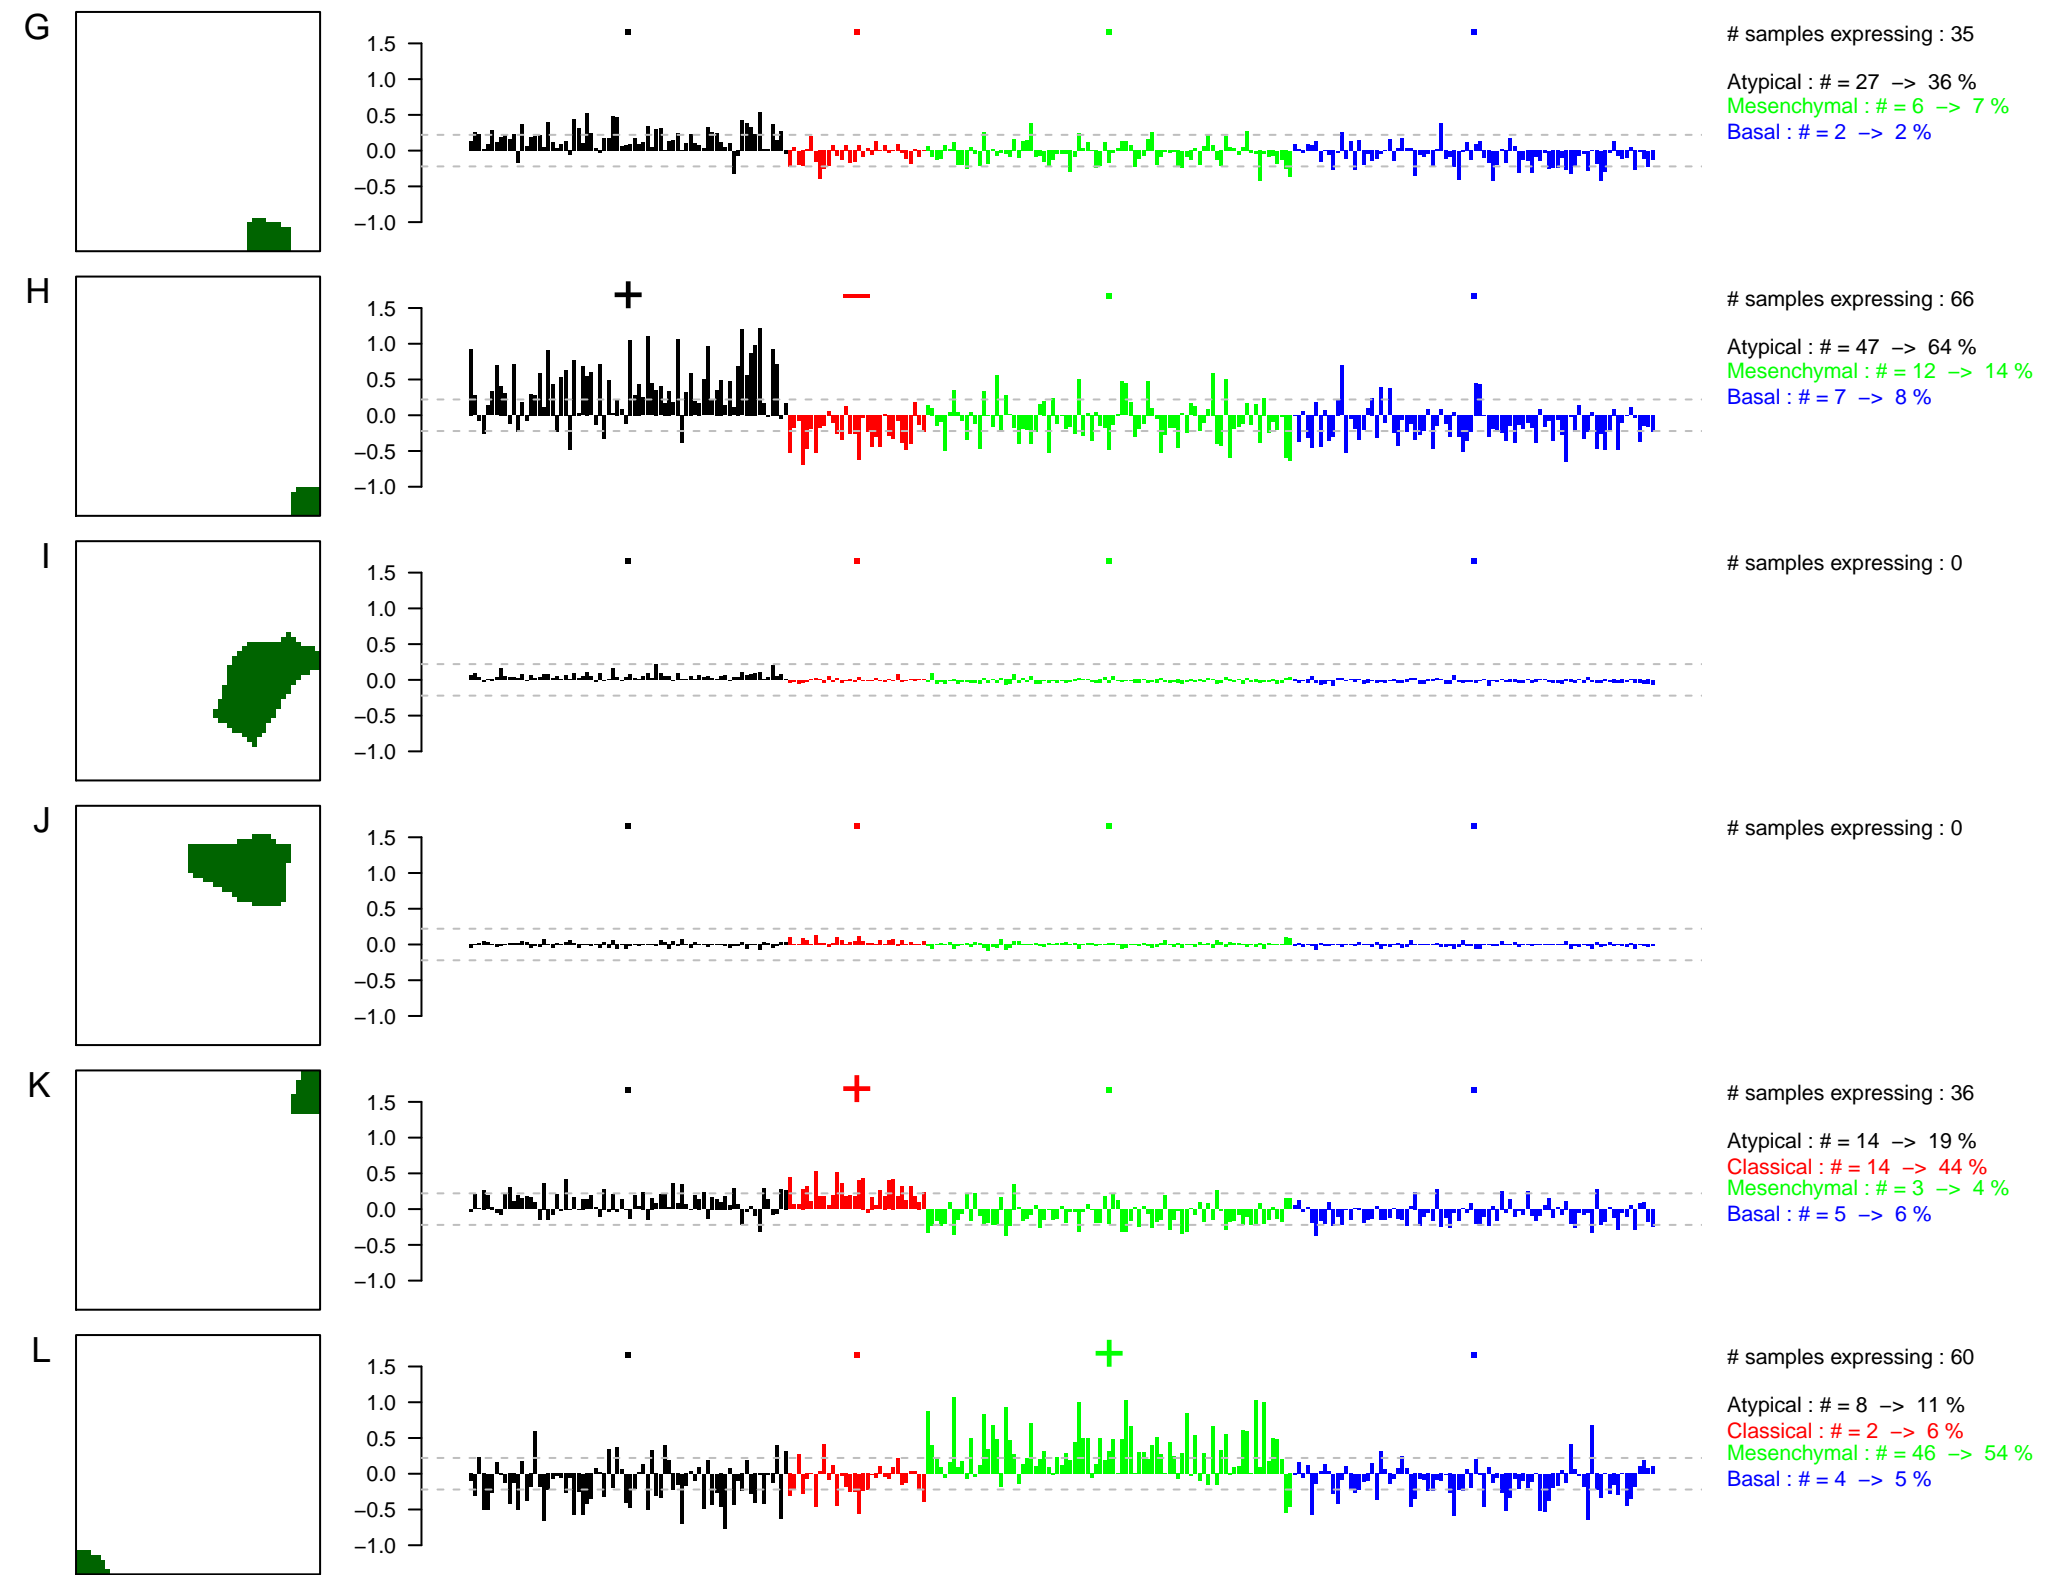 G
1.5
1.0
0.5
0.0
−0.5
−1.0
# samples expressing : 35
Atypical : # = 27 −> 36 %
Mesenchymal : # = 6 −> 7 %
Basal : # = 2 −> 2 %
H
+
−
1.5
1.0
0.5
0.0
−0.5
−1.0
# samples expressing : 66
Atypical : # = 47 −> 64 %
Mesenchymal : # = 12 −> 14 %
Basal : # = 7 −> 8 %
I
1.5
1.0
0.5
0.0
−0.5
−1.0
# samples expressing : 0
J
1.5
1.0
0.5
0.0
−0.5
−1.0
# samples expressing : 0
K
+
1.5
1.0
0.5
0.0
−0.5
−1.0
# samples expressing : 36
Atypical : # = 14 −> 19 %
Classical : # = 14 −> 44 %
Mesenchymal : # = 3 −> 4 %
Basal : # = 5 −> 6 %
L
+
1.5
1.0
0.5
0.0
−0.5
−1.0
# samples expressing : 60
Atypical : # = 8 −> 11 %
Classical : # = 2 −> 6 %
Mesenchymal : # = 46 −> 54 %
Basal : # = 4 −> 5 %